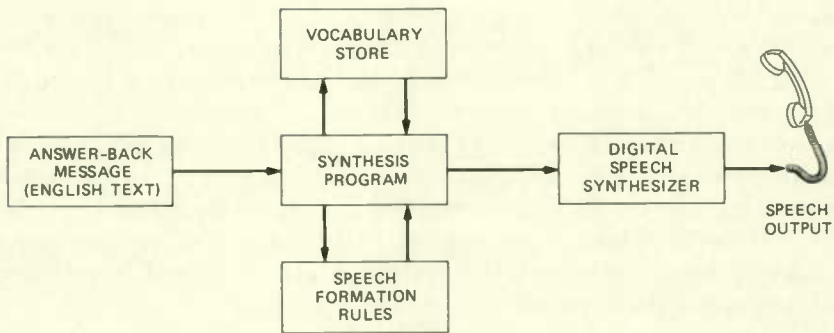 VOCABULARY
STORE
ANSWER-BACK
MESSAGE
(ENGLISH TEXT)
SYNTHESIS
PROGRAM
DIGITAL
SPEECH
SYNTHESIZER
SPEECH
OUTPUT
SPEECH
FORMATION
RULES